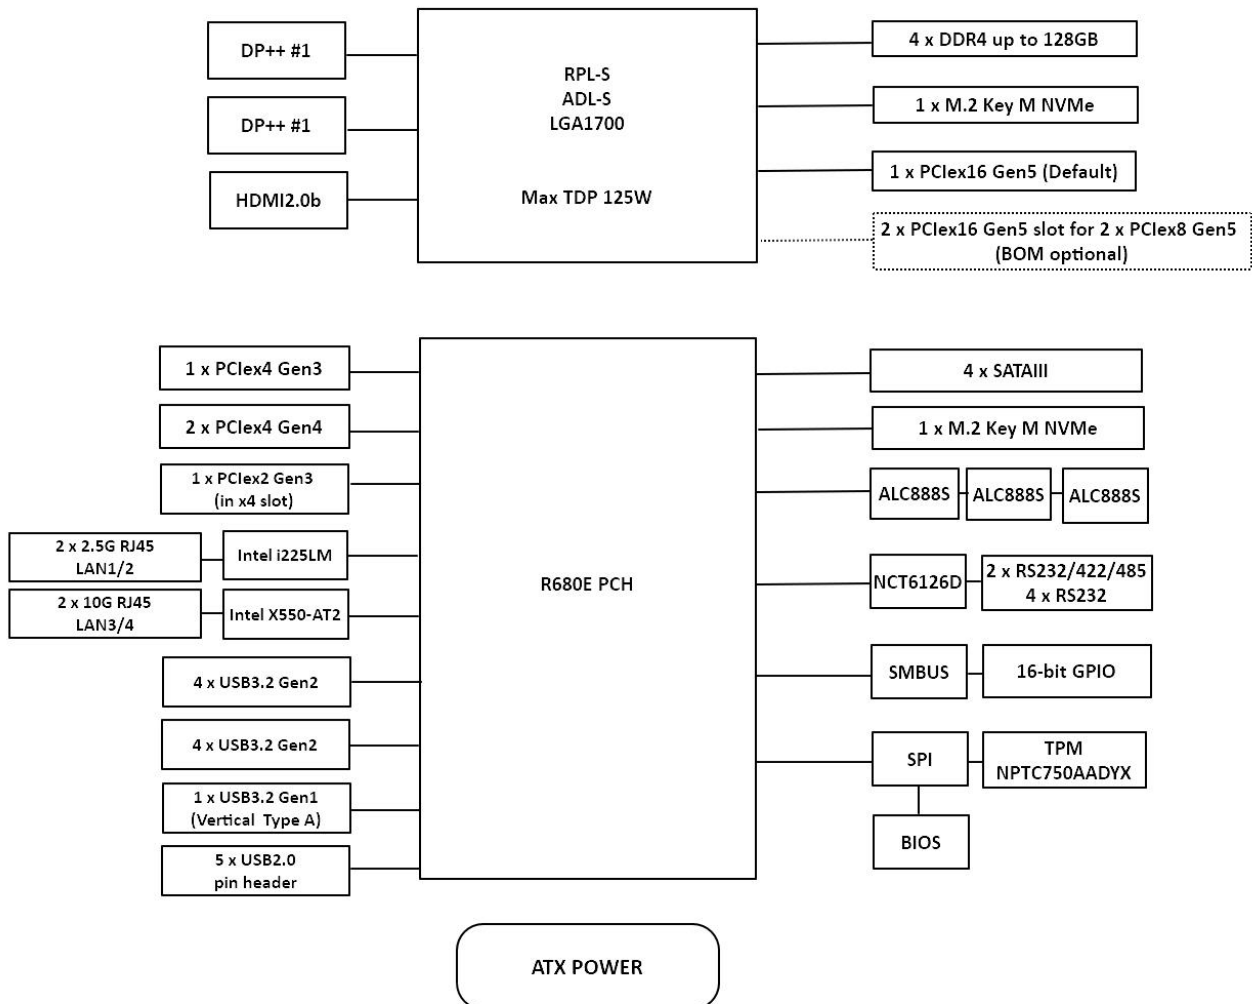 DP++ #1
DP++ #1
HDMI2.0b
RPL-S
ADL-S
LGA1700
Max TDP 125W
4 x DDR4 up to 128GB
1 x M.2 Key M NVMe
1 x PCIex16 Gen5 (Default)
2 x PCIex16 Gen5 slot for 2 x PCIex8 Gen5
(BOM optional)
1 x PCIex4 Gen3
2 x PCIex4 Gen4
1 x PCIex2 Gen3
(in x4 slot)
2 x 2.5G RJ45
LAN1/2
Intel i225LM
2 x 10G RJ45
LAN3/4
Intel X550-AT2
4 x USB3.2 Gen2
4 x USB3.2 Gen2
1 x USB3.2 Gen1
(Vertical Type A)
5 x USB2.0
pin header
R680E PCH
4 x SATAIII
1 x M.2 Key M NVMe
ALC888S
ALC888S
ALC888S
NCT6126D
2 x RS232/422/485
4 x RS232
SMBUS
16-bit GPIO
SPI
TPM
NPTC750AADYX
BIOS
ATX POWER